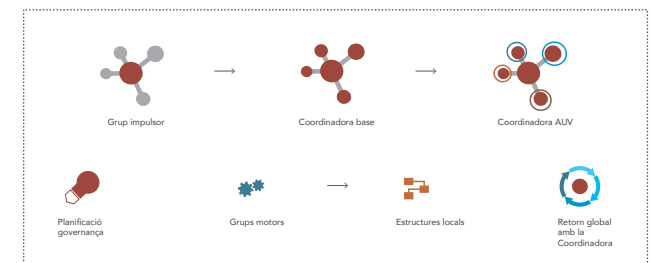 Grup impulsor
Coordinadora base
Coordinadora AUV
Planificació
governança
Grups motors
Estructures locals
Retorn global
amb la
Coordinadora